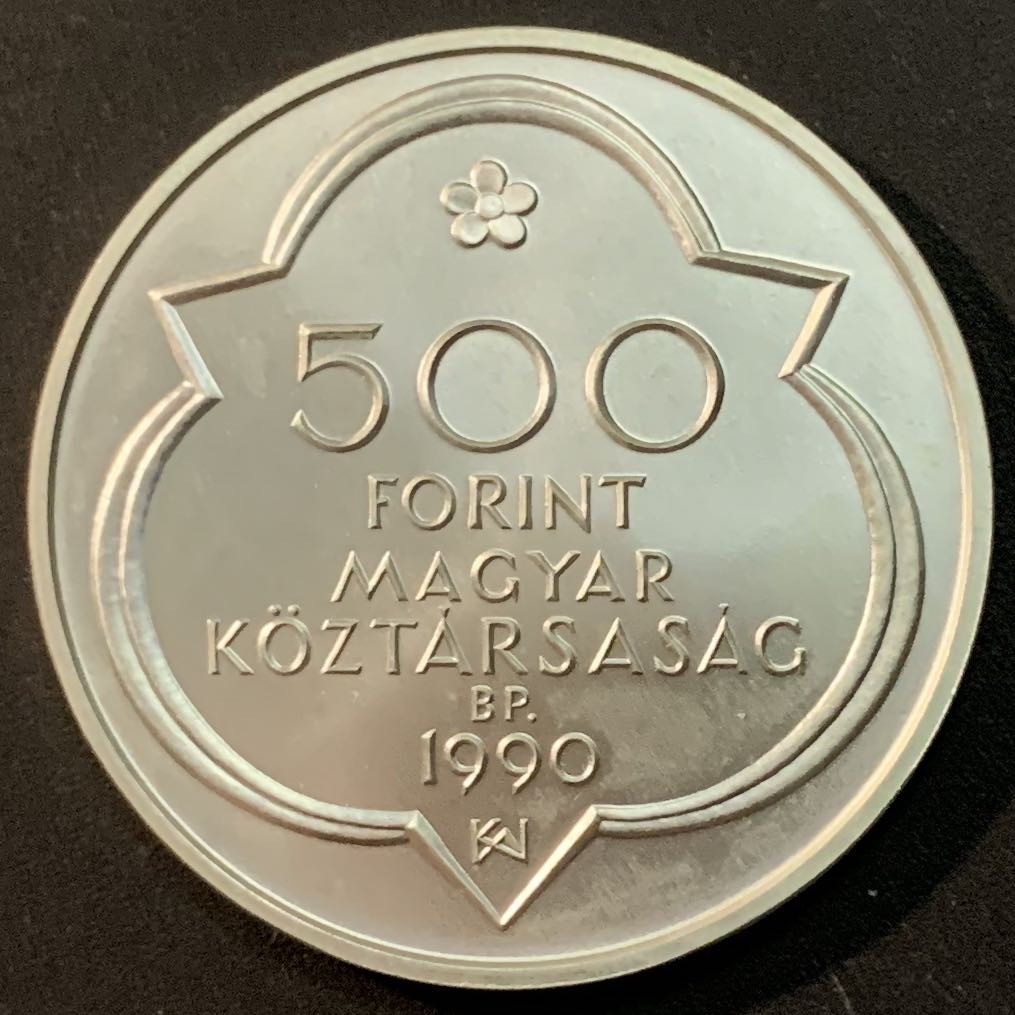 500
FORINT
MAGYAR
KÖZTÁRSASÁG
BP.
1990